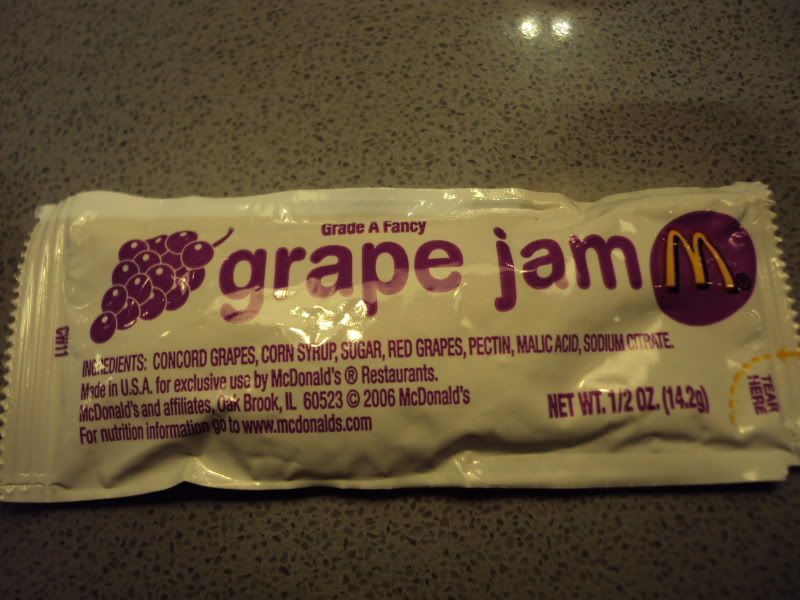 Grade A Fancy
grape jam
M®
GW11
INGREDIENTS: CONCORD GRAPES, CORN SYRUP, SUGAR, RED GRAPES, PECTIN, MALIC ACID, SODIUM CITRATE.
Made in U.S.A. for exclusive use by McDonald's ® Restaurants.
McDonald's and affiliates, Oak Brook, IL 60523 © 2006 McDonald's
For nutrition information go to www.mcdonalds.com
NET WT. 1/2 OZ. (14.2g)
TEAR
HERE